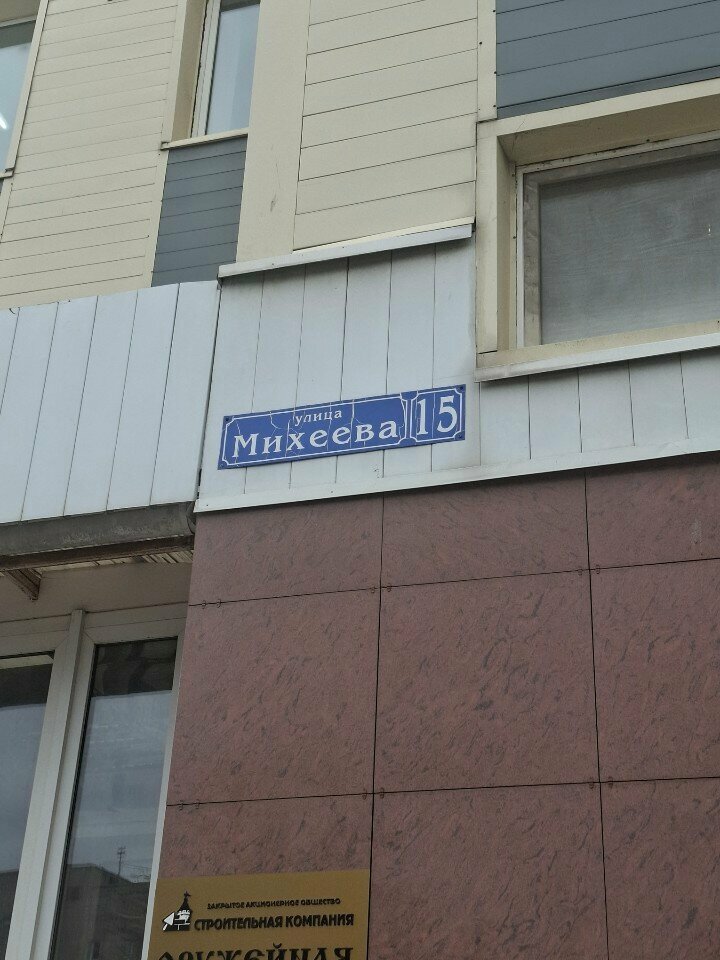 улица
Михеева 15
ЗАКРЫТОЕ АКЦИОНЕРНОЕ ОБЩЕСТВО
СТРОИТЕЛЬНАЯ КОМПАНИЯ